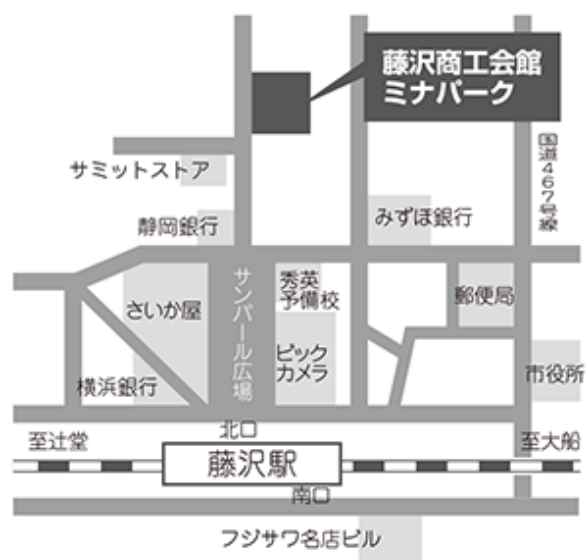 藤沢商工会館
ミナパーク
国道467号線
サミットストア
静岡銀行
みずほ銀行
さいか屋
サンパール広場
秀英
予備校
郵便局
ビック
カメラ
横浜銀行
市役所
北口
至辻堂
藤沢駅
至大船
南口
フジサワ名店ビル